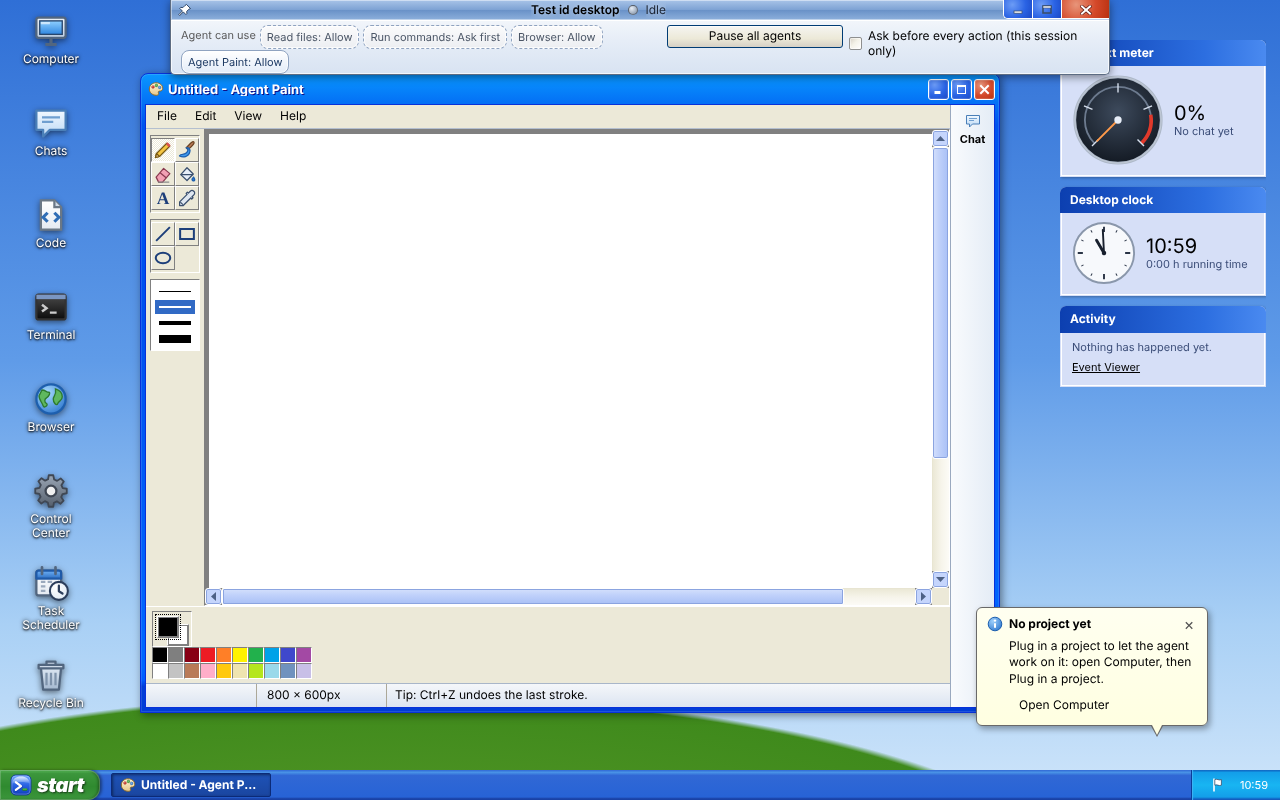 Test id desktop Idle
Agent can use Read files: Allow Run commands: Ask first Browser: Allow
Agent Paint: Allow
Pause all agents
Ask before every action (this session
only)
Computer
Chats
Code
Terminal
Browser
Control
Center
Task
Scheduler
Recycle Bin
Untitled - Agent Paint
File Edit View Help
A
Chat
800 × 600px
Tip: Ctrl+Z undoes the last stroke.
meter
0%
No chat yet
Desktop clock
10:59
0:00 h running time
Activity
Nothing has happened yet.
Event Viewer
No project yet
Plug in a project to let the agent
work on it: open Computer, then
Plug in a project.
Open Computer
start
Untitled - Agent P...
10:59